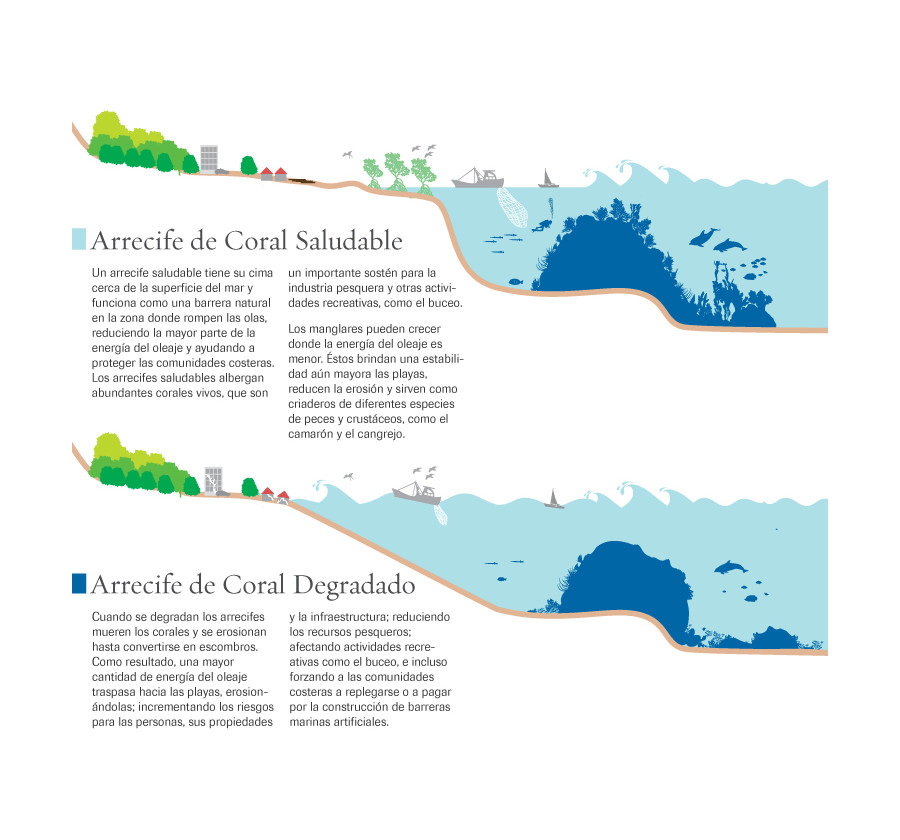 Arrecife de Coral Saludable
Un arrecife saludable tiene su cima
cerca de la superficie del mar y
funciona como una barrera natural
en la zona donde rompen las olas,
reduciendo la mayor parte de la
energía del oleaje y ayudando a
proteger las comunidades costeras.
Los arrecifes saludables albergan
abundantes corales vivos, que son
un importante sostén para la
industria pesquera y otras activi-
dades recreativas, como el buceo.
Los manglares pueden crecer
donde la energía del oleaje es
menor. Éstos brindan una estabili-
dad aún mayora las playas,
reducen la erosión y sirven como
criaderos de diferentes especies
de peces y crustáceos, como el
camarón y el cangrejo.
Arrecife de Coral Degradado
Cuando se degradan los arrecifes
mueren los corales y se erosionan
hasta convertirse en escombros.
Como resultado, una mayor
cantidad de energía del oleaje
traspasa hacia las playas, erosion-
ándolas; incrementando los riesgos
para las personas, sus propiedades
y la infraestructura; reduciendo
los recursos pesqueros;
afectando actividades recre-
ativas como el buceo, e incluso
forzando a las comunidades
costeras a replegarse o a pagar
por la construcción de barreras
marinas artificiales.